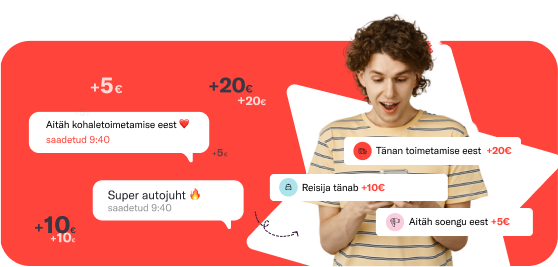 +5€
+20€
+20€
Aitäh kohaletoimetamise eest ❤️
saadetud 9:40
+5€
Tänan toimetamise eest +20€
Super autojuht 🔥
saadetud 9:40
Reisija tänab +10€
+10€
+10€
Aitäh soengu eest +5€